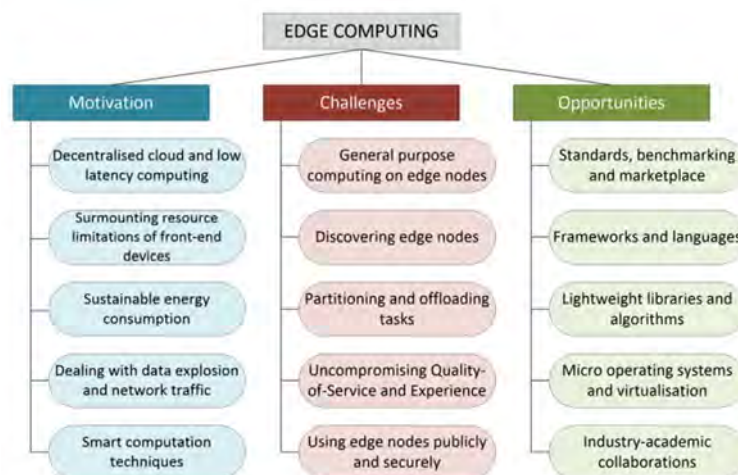 EDGE COMPUTING
Motivation
Decentralised cloud and low
latency computing
Surmounting resource
limitations of front-end
devices
Sustainable energy
consumption
Dealing with data explosion
and network traffic
Smart computation
techniques
Challenges
General purpose
computing on edge nodes
Discovering edge nodes
Partitioning and offloading
tasks
Uncompromising Quality-
of-Service and Experience
Using edge nodes publicly
and securely
Opportunities
Standards, benchmarking
and marketplace
Frameworks and languages
Lightweight libraries and
algorithms
Micro operating systems
and virtualisation
Industry-academic
collaborations